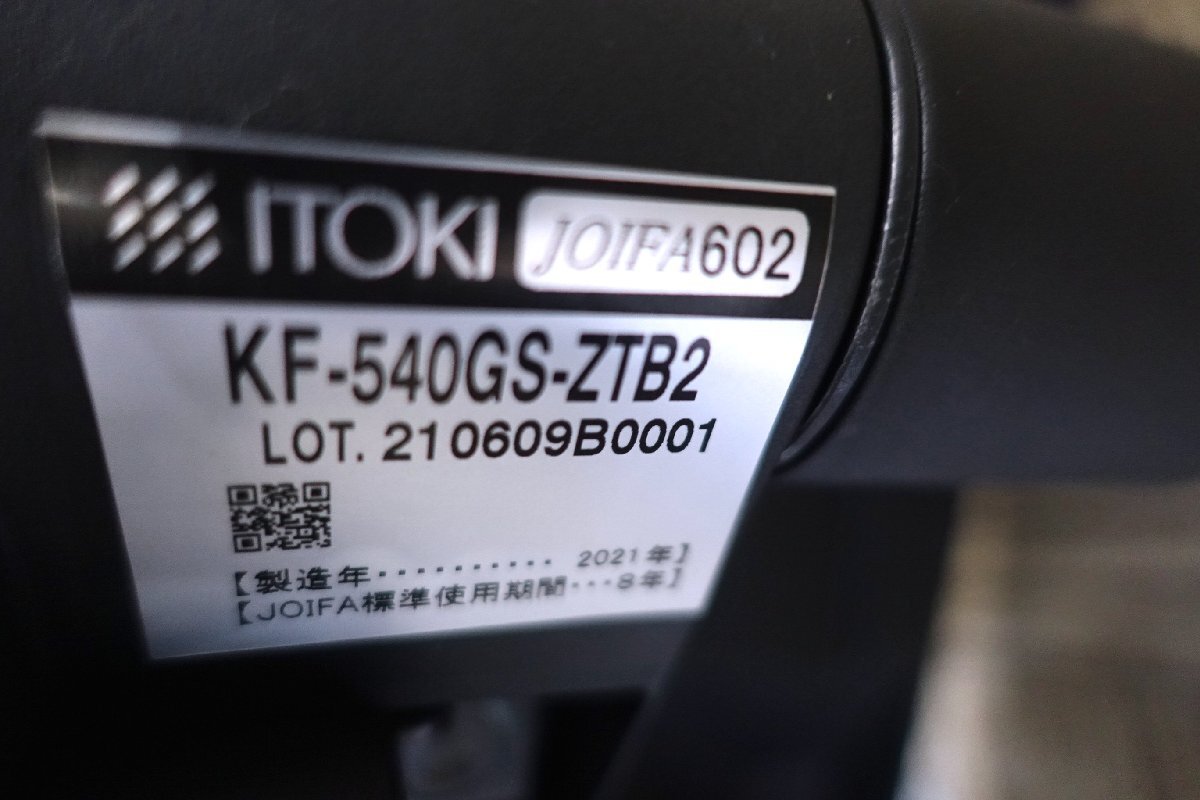 ITOKI JOIFA602
KF-540GS-ZTB2
LOT. 210609B0001
【製造年・・・・・・・・・・ 2021年】
【JOIFA標準使用期間・・・8年】